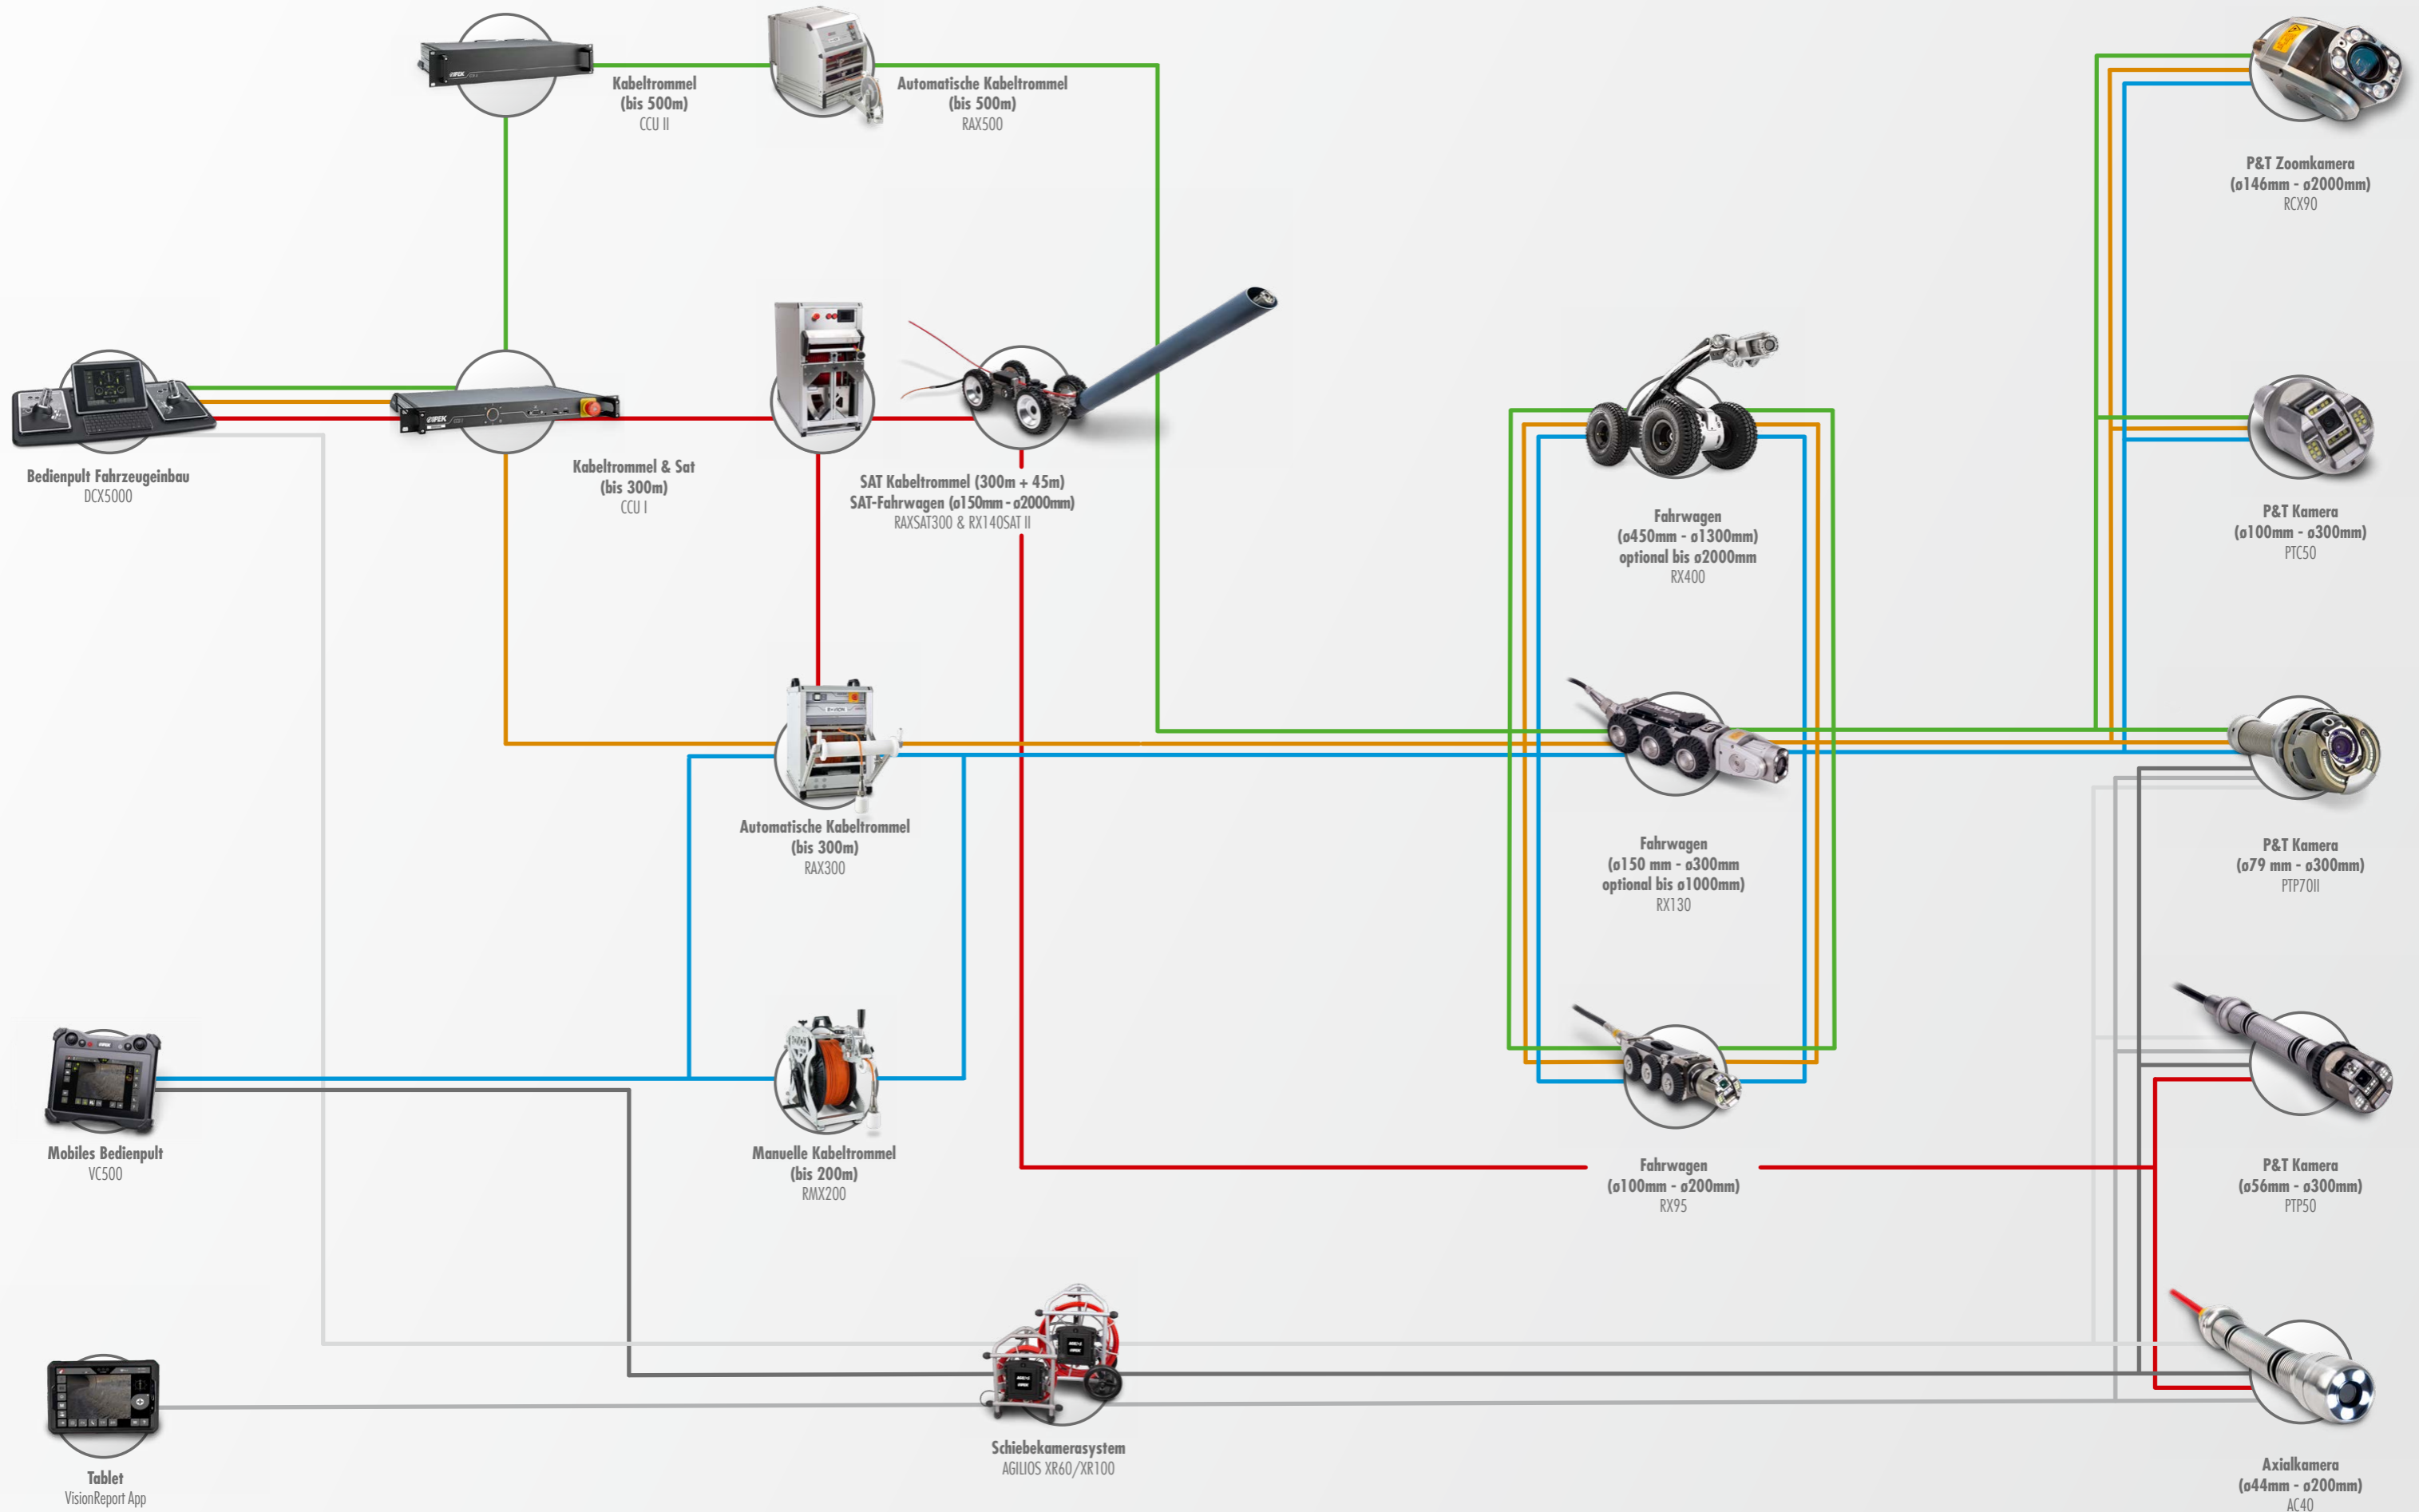 Kabeltrommel
(bis 500m)
CCU II
Automatische Kabeltrommel
(bis 500m)
RAX500
P&T Zoomkamera
(ø146mm - ø2000mm)
RCX90
Bedienpult Fahrzeugeinbau
DCX5000
Kabeltrommel & Sat
(bis 300m)
CCU I
SAT Kabeltrommel (300m + 45m)
SAT-Fahrwagen (ø150mm - ø2000mm)
RAXSAT300 & RX140SAT II
Fahrwagen
(ø450mm - ø1300mm)
optional bis ø2000mm
RX400
P&T Kamera
(ø100mm - ø300mm)
PTC50
Automatische Kabeltrommel
(bis 300m)
RAX300
Fahrwagen
(ø150 mm - ø300mm
optional bis ø1000mm)
RX130
P&T Kamera
(ø79 mm - ø300mm)
PTP70II
Mobiles Bedienpult
VC500
Manuelle Kabeltrommel
(bis 200m)
RMX200
Fahrwagen
(ø100mm - ø200mm)
RX95
P&T Kamera
(ø56mm - ø300mm)
PTP50
Tablet
VisionReport App
Schiebekamerasystem
AGILIOS XR60/XR100
Axialkamera
(ø44mm - ø200mm)
AC40